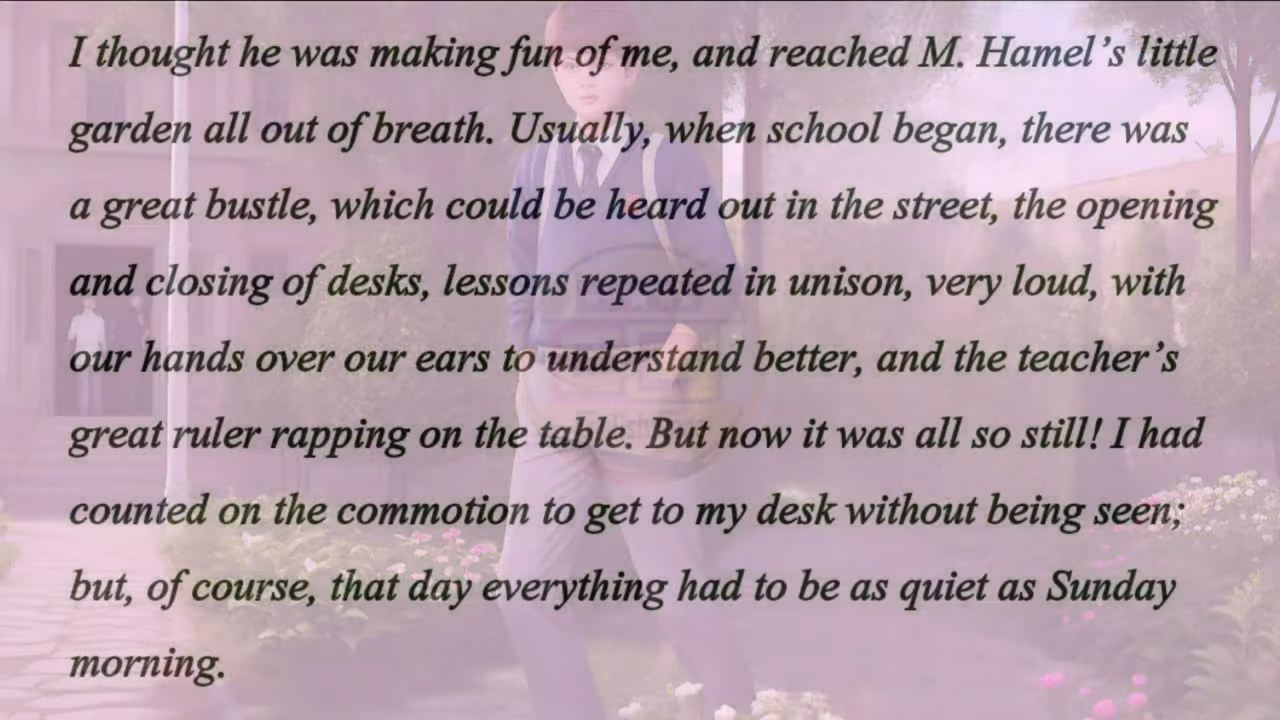 I thought he was making fun of me, and reached M. Hamel’s little
garden all out of breath. Usually, when school began, there was
a great bustle, which could be heard out in the street, the opening
and closing of desks, lessons repeated in unison, very loud, with
our hands over our ears to understand better, and the teacher’s
great ruler rapping on the table. But now it was all so still! I had
counted on the commotion to get to my desk without being seen;
but, of course, that day everything had to be as quiet as Sunday
morning.